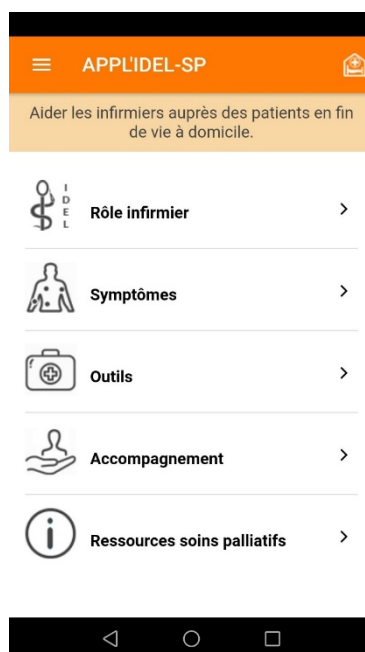 APPL'IDEL-SP
Aider les infirmiers auprès des patients en fin
de vie à domicile.
I
D
E
L
Rôle infirmier
Symptômes
Outils
Accompagnement
Ressources soins palliatifs